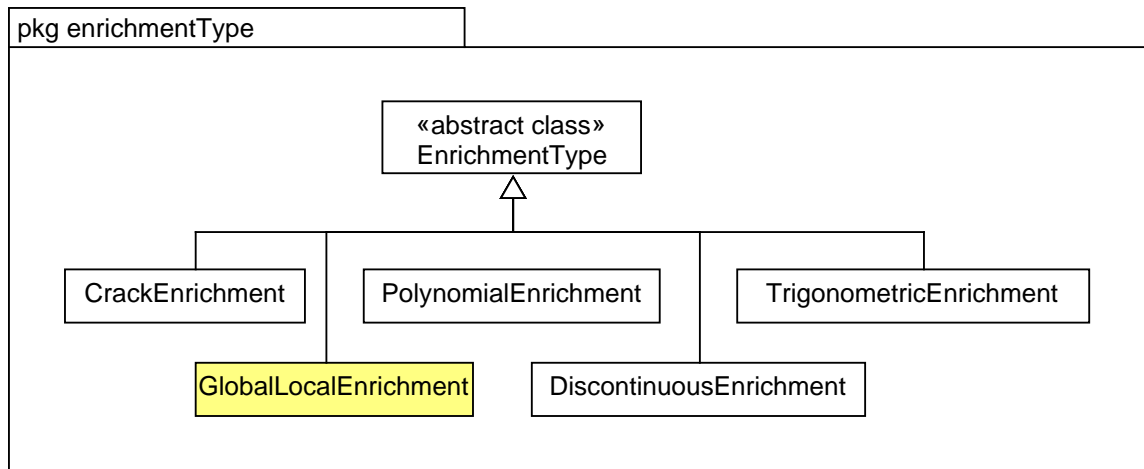 pkg enrichmentType
«abstract class»
EnrichmentType
CrackEnrichment
PolynomialEnrichment
TrigonometricEnrichment
GlobalLocalEnrichment
DiscontinuousEnrichment